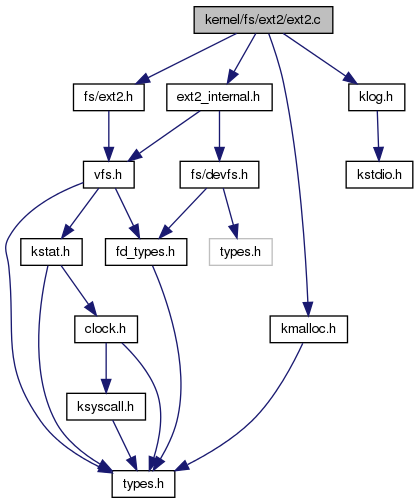 kernel/fs/ext2/ext2.c
fs/ext2.h
ext2_internal.h
klog.h
vfs.h
fs/devfs.h
kstdio.h
kstat.h
fd_types.h
types.h
clock.h
kmalloc.h
ksyscall.h
types.h